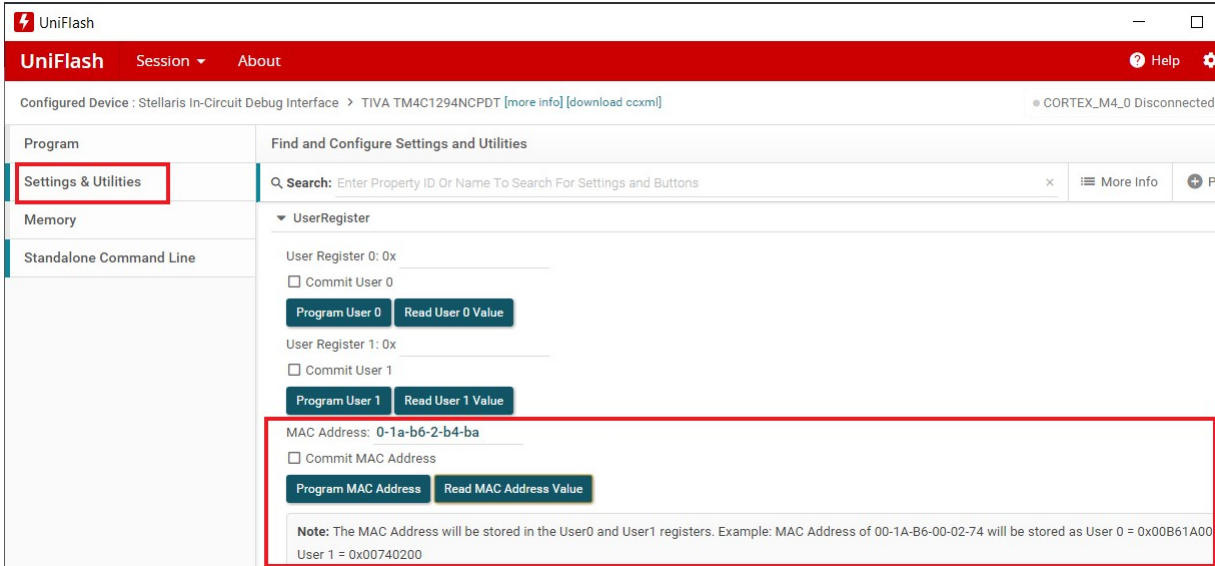 UniFlash
UniFlash Session About Help
Configured Device : Stellaris In-Circuit Debug Interface > TIVA TM4C1294NCPDT [more info] [download ccxml] CORTEX_M4_0 Disconnected
Program
Settings & Utilities
Memory
Standalone Command Line
Find and Configure Settings and Utilities
Search: Enter Property ID Or Name To Search For Settings and Buttons × More Info P
UserRegister
User Register 0: 0x
Commit User 0
Program User 0 Read User 0 Value
User Register 1: 0x
Commit User 1
Program User 1 Read User 1 Value
MAC Address: 0-1a-b6-2-b4-ba
Commit MAC Address
Program MAC Address Read MAC Address Value
Note: The MAC Address will be stored in the User0 and User1 registers. Example: MAC Address of 00-1A-B6-00-02-74 will be stored as User 0 = 0x00B61A00
User 1 = 0x00740200